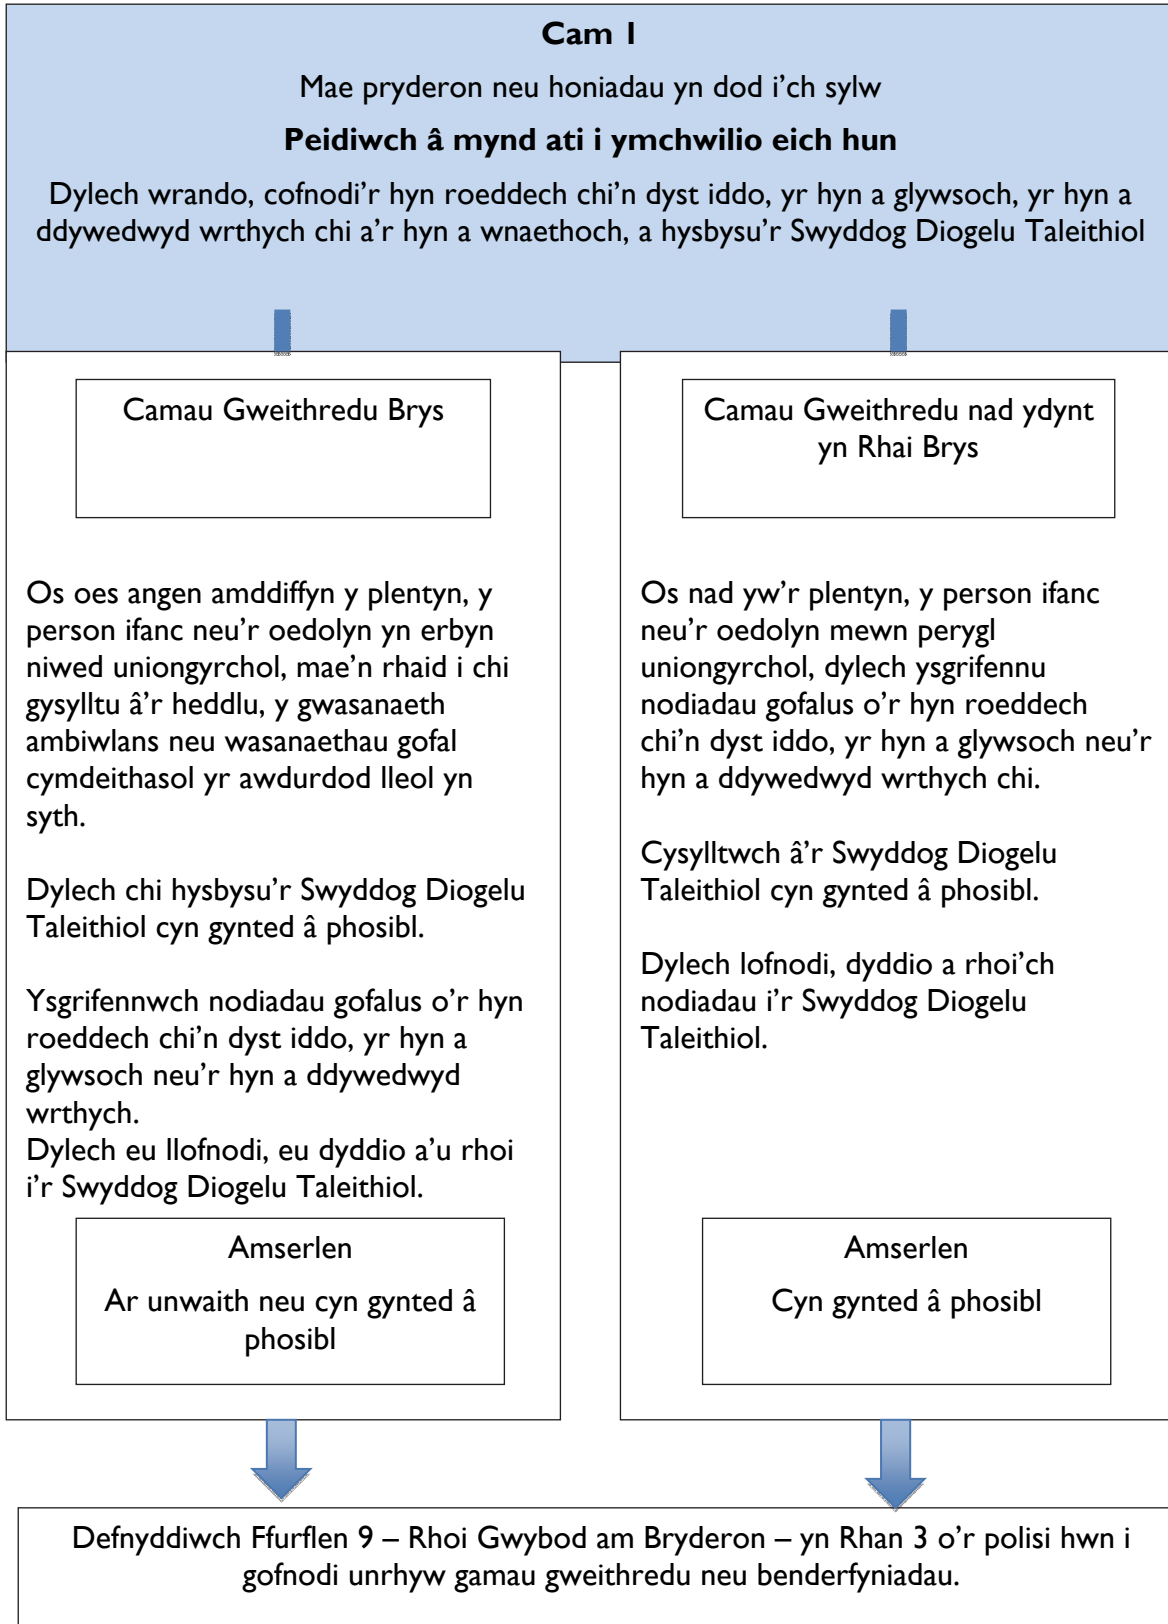 Cam 1
Mae pryderon neu honiadau yn dod i’ch sylw
Peidiwch â mynd ati i ymchwilio eich hun
Dylech wrando, cofnodi’r hyn roeddech chi’n dyst iddo, yr hyn a glywsoch, yr hyn a
ddywedwyd wrthych chi a’r hyn a wnaethoch, a hysbysu’r Swyddog Diogelu Taleithiol
Camau Gweithredu Brys
Os oes angen amddiffyn y plentyn, y
person ifanc neu’r oedolyn yn erbyn
niwed uniongyrchol, mae’n rhaid i chi
gysylltu â’r heddlu, y gwasanaeth
ambiwlans neu wasanaethau gofal
cymdeithasol yr awdurdod lleol yn
syth.
Dylech chi hysbysu’r Swyddog Diogelu
Taleithiol cyn gynted â phosibl.
Ysgrifennwch nodiadau gofalus o’r hyn
roeddech chi’n dyst iddo, yr hyn a
glywsoch neu’r hyn a ddywedwyd
wrthych.
Dylech eu llofnodi, eu dyddio a’u rhoi
i’r Swyddog Diogelu Taleithiol.
Amserlen
Ar unwaith neu cyn gynted â
phosibl
Camau Gweithredu nad ydynt
yn Rhai Brys
Os nad yw’r plentyn, y person ifanc
neu’r oedolyn mewn perygl
uniongyrchol, dylech ysgrifennu
nodiadau gofalus o’r hyn roeddech
chi’n dyst iddo, yr hyn a glywsoch neu’r
hyn a ddywedwyd wrthych chi.
Cysylltwch â’r Swyddog Diogelu
Taleithiol cyn gynted â phosibl.
Dylech lofnodi, dyddio a rhoi’ch
nodiadau i’r Swyddog Diogelu
Taleithiol.
Amserlen
Cyn gynted â phosibl
Defnyddiwch Ffurflen 9 – Rhoi Gwybod am Bryderon – yn Rhan 3 o’r polisi hwn i
gofnodi unrhyw gamau gweithredu neu benderfyniadau.